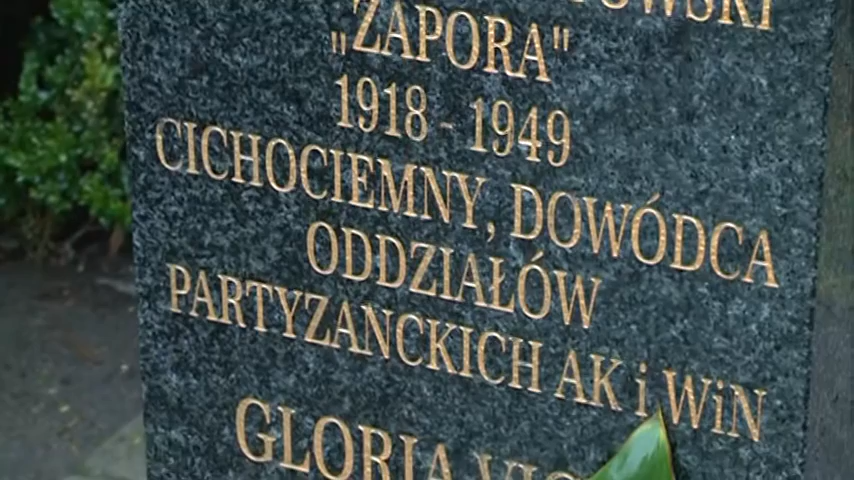 „ZAPORA"
1918 - 1949
CICHOCIEMNY, DOWÓDCA
ODDZIAŁÓW
PARTYZANCKICH AK i WiN
GLORIA